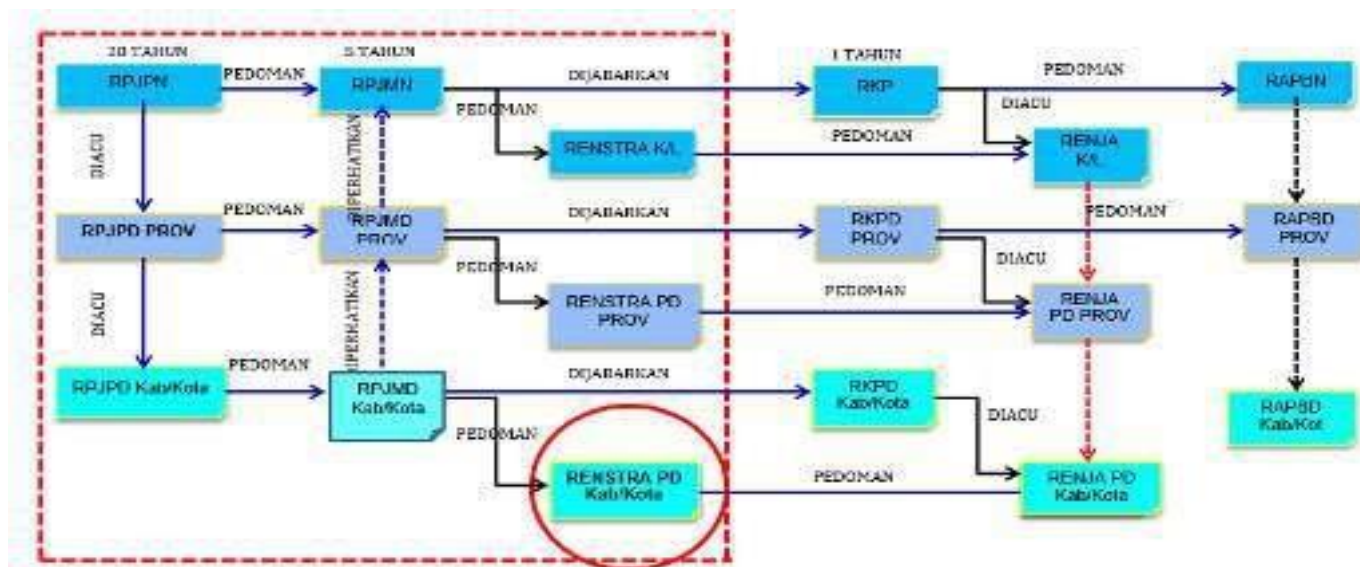 20 TAHUN
5 TAHUN
1 TAHUN
RPJPN
PEDOMAN
RPJMN
DIJABARKAN
RKP
PEDOMAN
RAPBN
PEDOMAN
DIACU
DIACU
DIPERHATIKAN
RENSTRA K/L
PEDOMAN
RENJA
K/L
RPJPD PROV
PEDOMAN
RPJMD
PROV
DIJABARKAN
RKPD
PROV
PEDOMAN
RAPBD
PROV
PEDOMAN
DIACU
DIACU
DIPERHATIKAN
RENSTRA PD
PROV
PEDOMAN
RENJA
PD PROV
RPJPD Kab/Kota
PEDOMAN
RPJMD
Kab/Kota
DIJABARKAN
RKPD
Kab/Kota
RAPBD
Kab/Kot
PEDOMAN
DIACU
RENSTRA PD
Kab/Kota
PEDOMAN
RENJA PD
Kab/Kota